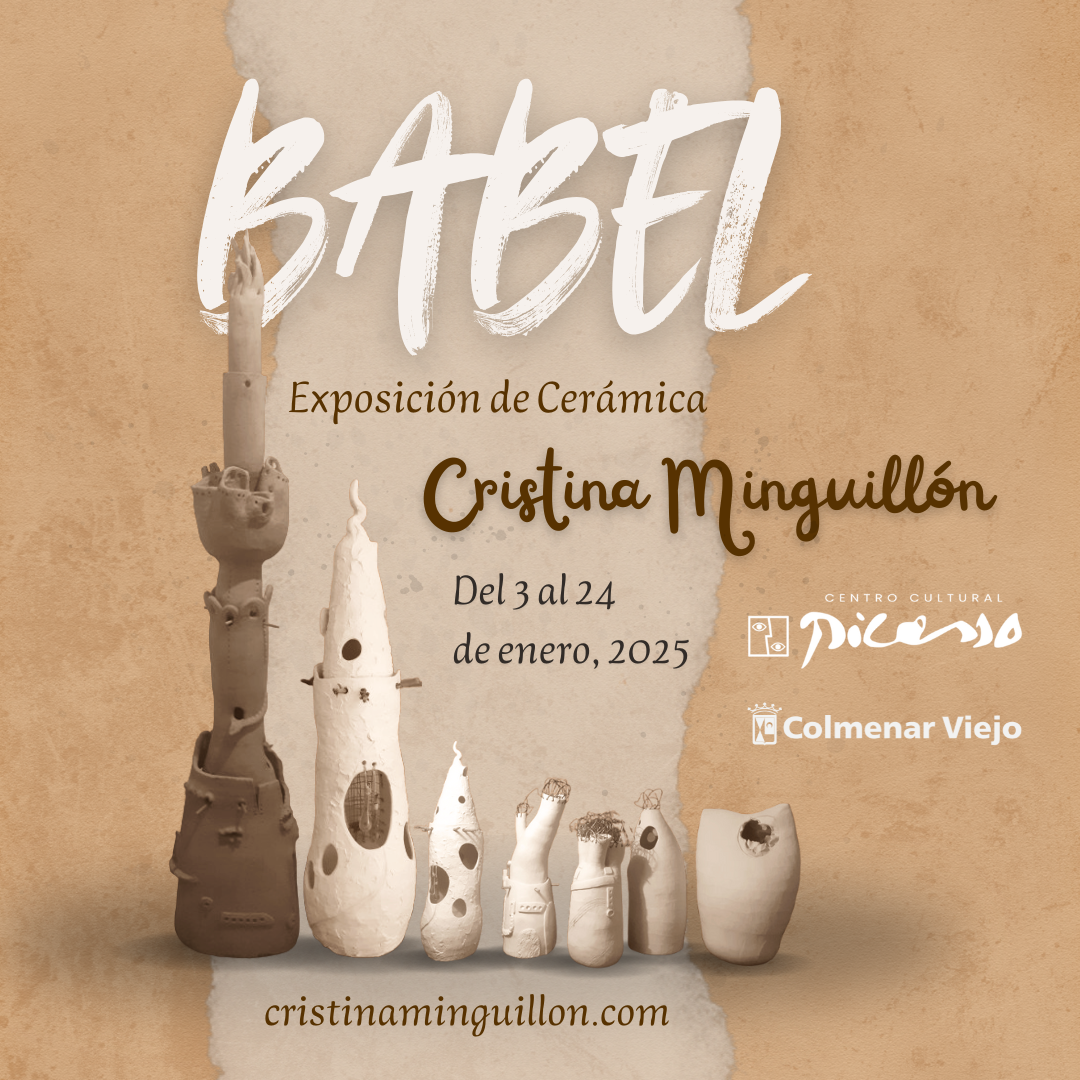 BABEL
Exposición de Cerámica
Cristina Minguillón
Del 3 al 24
de enero, 2025
CENTRO CULTURAL
Picasso
Colmenar Viejo
cristinaminguillon.com